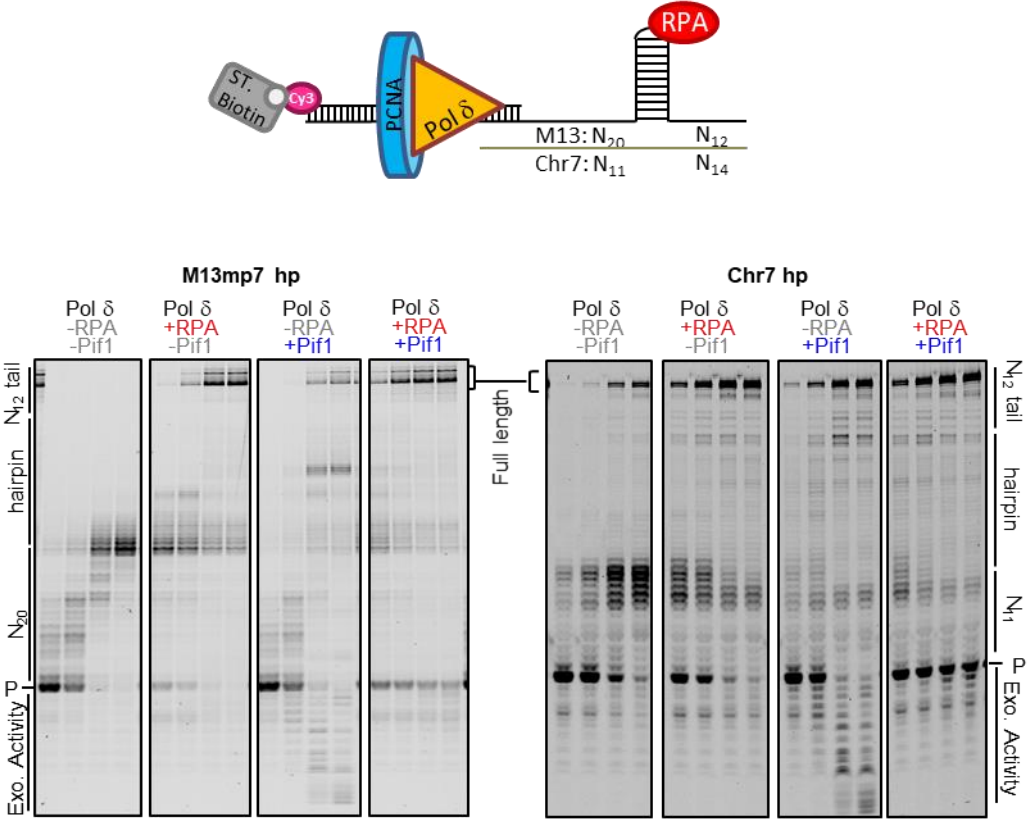 RPA
ST.
Biotin
Cy3
PCNA
Pol δ
M13: N20 N12
Chr7: N11 N14
M13mp7 hp
Pol δ
-RPA
-Pif1
Pol δ
+RPA
-Pif1
Pol δ
-RPA
+Pif1
Pol δ
+RPA
+Pif1
N12 tail
hairpin
N20
P
Exo. Activity
Full length
Chr7 hp
Pol δ
-RPA
-Pif1
Pol δ
+RPA
-Pif1
Pol δ
-RPA
+Pif1
Pol δ
+RPA
+Pif1
N12 tail
hairpin
N11
P
Exo. Activity